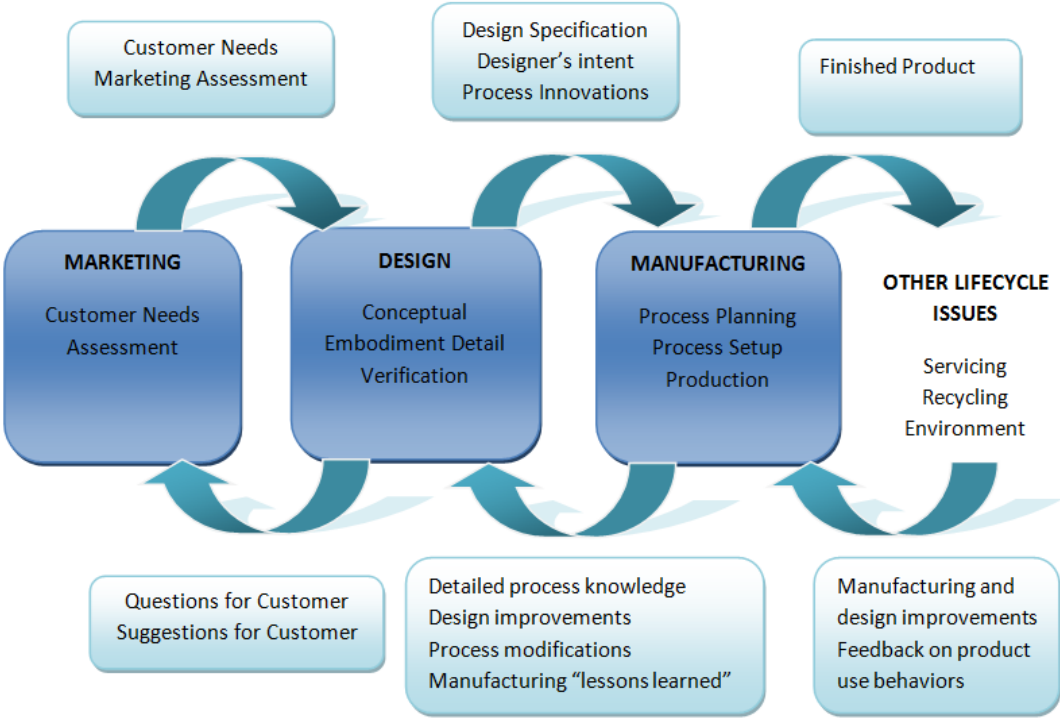 Customer Needs
Marketing Assessment
Design Specification
Designer’s intent
Process Innovations
Finished Product
MARKETING
Customer Needs
Assessment
DESIGN
Conceptual
Embodiment Detail
Verification
MANUFACTURING
Process Planning
Process Setup
Production
OTHER LIFECYCLE
ISSUES
Servicing
Recycling
Environment
Questions for Customer
Suggestions for Customer
Detailed process knowledge
Design improvements
Process modifications
Manufacturing “lessons learned”
Manufacturing and
design improvements
Feedback on product
use behaviors